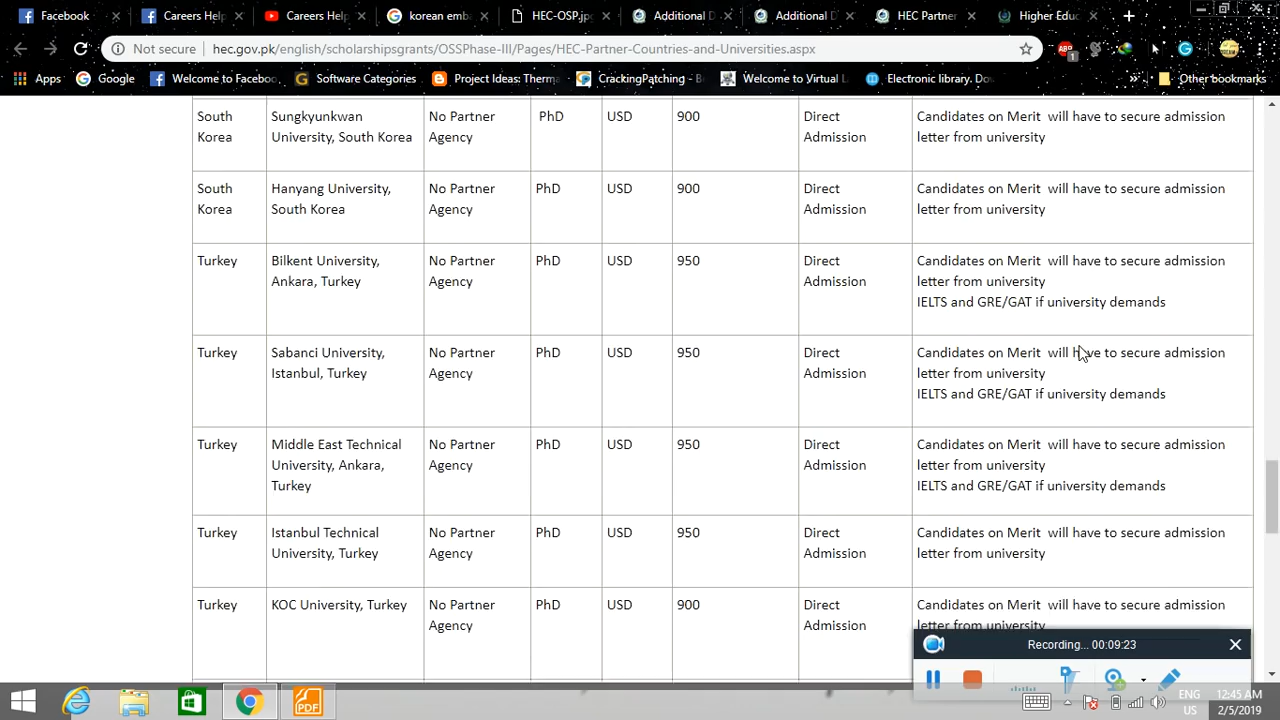 Facebook
Careers Help
Careers Help
korean emba
HEC-OSP.jpg
Additional D
Additional D
HEC Partner
Higher Educ
Not secure
hec.gov.pk/english/scholarshipsgrants/OSSPhase-III/Pages/HEC-Partner-Countries-and-Universities.aspx
ABP
1
Apps
Google
Welcome to Faceboo
Software Categories
Project Ideas: Therma
CrackingPatching - B
Welcome to Virtual L
Electronic library. Do
Other bookmarks
South
Korea
Sungkyunkwan
University, South Korea
No Partner
Agency
PhD
USD
900
Direct
Admission
Candidates on Merit will have to secure admission
letter from university
South
Korea
Hanyang University,
South Korea
No Partner
Agency
PhD
USD
900
Direct
Admission
Candidates on Merit will have to secure admission
letter from university
Turkey
Bilkent University,
Ankara, Turkey
No Partner
Agency
PhD
USD
950
Direct
Admission
Candidates on Merit will have to secure admission
letter from university
IELTS and GRE/GAT if university demands
Turkey
Sabanci University,
Istanbul, Turkey
No Partner
Agency
PhD
USD
950
Direct
Admission
Candidates on Merit will have to secure admission
letter from university
IELTS and GRE/GAT if university demands
Turkey
Middle East Technical
University, Ankara,
Turkey
No Partner
Agency
PhD
USD
950
Direct
Admission
Candidates on Merit will have to secure admission
letter from university
IELTS and GRE/GAT if university demands
Turkey
Istanbul Technical
University, Turkey
No Partner
Agency
PhD
USD
950
Direct
Admission
Candidates on Merit will have to secure admission
letter from university
Turkey
KOC University, Turkey
No Partner
Agency
PhD
USD
900
Direct
Admission
Candidates on Merit will have to secure admission
letter from university
Recording... 00:09:23
PDF
ENG
US
12:45 AM
2/5/2019